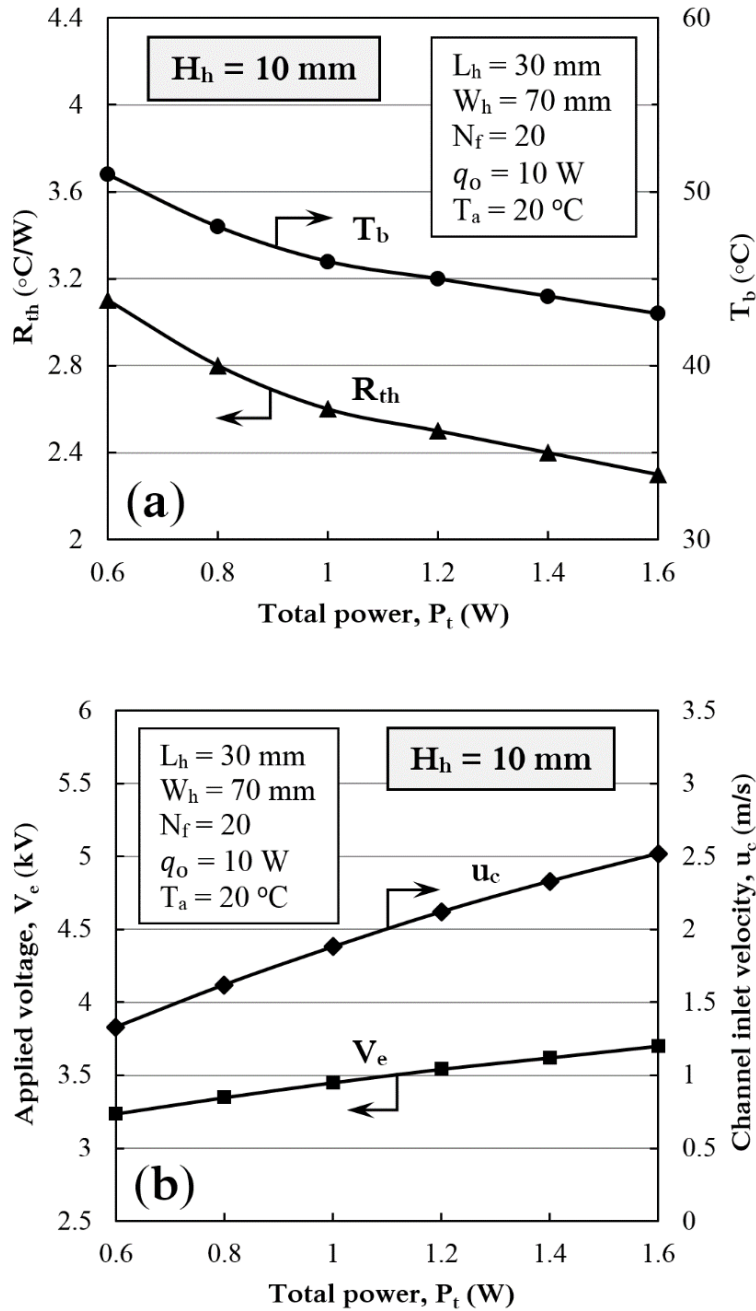 4.4
4
3.6
3.2
2.8
2.4
2
R_th (°C/W)
H_h = 10 mm
L_h = 30 mm
W_h = 70 mm
N_f = 20
q_o = 10 W
T_a = 20 °C
T_b
R_th
(a)
60
50
40
30
T_b (°C)
0.6 0.8 1 1.2 1.4 1.6
Total power, P_t (W)
6
5.5
5
4.5
4
3.5
3
2.5
Applied voltage, V_e (kV)
L_h = 30 mm
W_h = 70 mm
N_f = 20
q_o = 10 W
T_a = 20 °C
H_h = 10 mm
u_c
V_e
(b)
3.5
3
2.5
2
1.5
1
0.5
0
Channel inlet velocity, u_c (m/s)
0.6 0.8 1 1.2 1.4 1.6
Total power, P_t (W)